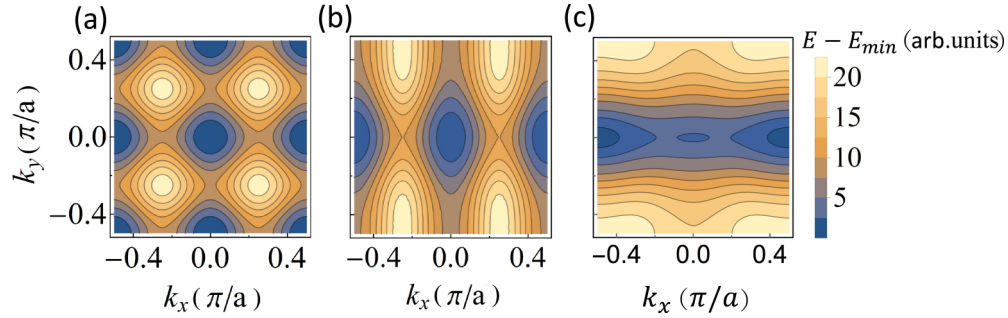 (a)
(b)
(c)
E − E_min (arb.units)
k_y (π/a)
0.4
0.0
−0.4
20
15
10
5
−0.4 0.0 0.4
−0.4 0.0 0.4
−0.4 0.0 0.4
k_x (π/a)
k_x (π/a)
k_x (π/a)